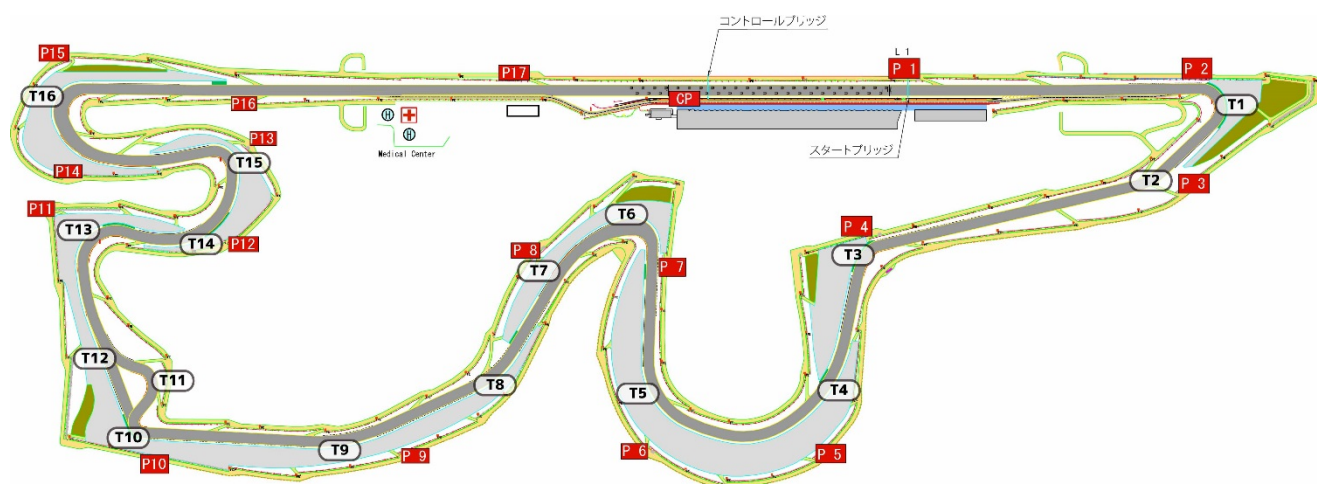 コントロールブリッジ
L 1
P15
P17
P 1
P 2
T16
CP
T1
P16
スタートブリッジ
P13
Medical Center
H
H
T15
P14
T2
P 3
P11
T6
T13
P 4
T14
P12
P 8
T3
T7
P 7
T12
T11
T8
T5
T4
T10
T9
P10
P 9
P 6
P 5